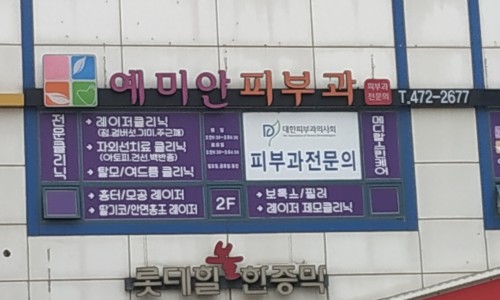 예미안피부과
피부과
전문의
T.472-2677
전문클리닉
레이저클리닉
(점.검버섯.기미.주근깨)
자외선치료 클리닉
(아토피.건선.백반증)
탈모/여드름 클리닉
흉터/모공 레이저
딸기코/안면홍조 레이저
2F
대한피부과의사회
피부과전문의
보톡스/필러
레이저 제모클리닉
메디칼스킨케어
롯데할불한증막